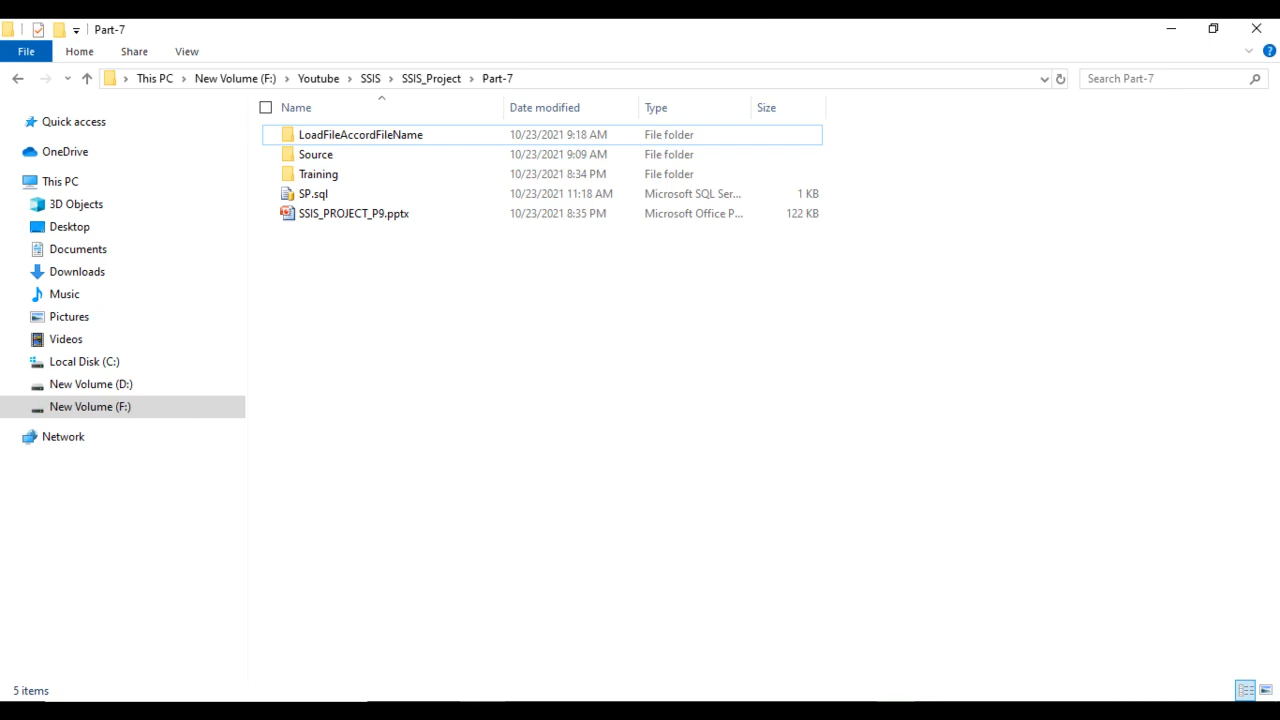 Part-7
File Home Share View
This PC New Volume (F:) Youtube SSIS SSIS_Project Part-7 Search Part-7
Name Date modified Type Size
Quick access
OneDrive
This PC
3D Objects
Desktop
Documents
Downloads
Music
Pictures
Videos
Local Disk (C:)
New Volume (D:)
New Volume (F:)
Network
LoadFileAccordFileName 10/23/2021 9:18 AM File folder
Source 10/23/2021 9:09 AM File folder
Training 10/23/2021 8:34 PM File folder
SP.sql 10/23/2021 11:18 AM Microsoft SQL Ser... 1 KB
SSIS_PROJECT_P9.pptx 10/23/2021 8:35 PM Microsoft Office P... 122 KB
5 items